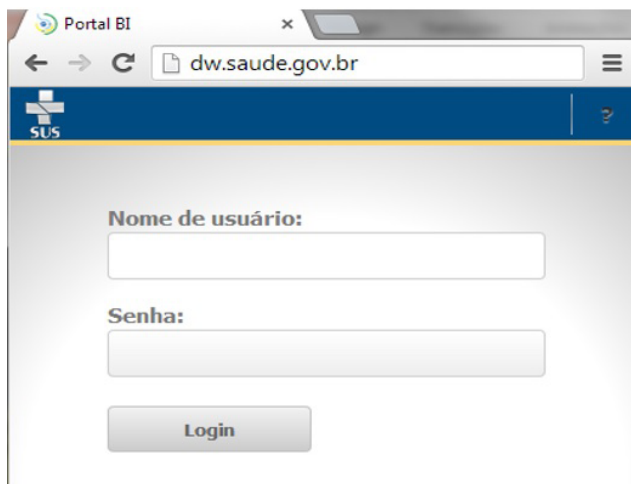 Portal BI
dw.saude.gov.br
SUS
?
Nome de usuário:
Senha:
Login